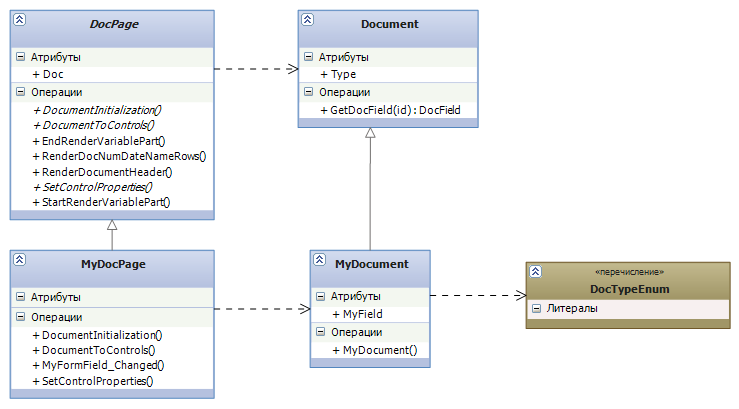 DocPage
Атрибуты
+ Doc
Операции
+ DocumentInitialization()
+ DocumentToControls()
+ EndRenderVariablePart()
+ RenderDocNumDateNameRows()
+ RenderDocumentHeader()
+ SetControlProperties()
+ StartRenderVariablePart()
Document
Атрибуты
+ Type
Операции
+ GetDocField(id) : DocField
MyDocPage
Атрибуты
Операции
+ DocumentInitialization()
+ DocumentToControls()
+ MyFormField_Changed()
+ SetControlProperties()
MyDocument
Атрибуты
+ MyField
Операции
+ MyDocument()
«перечисление»
DocTypeEnum
Литералы